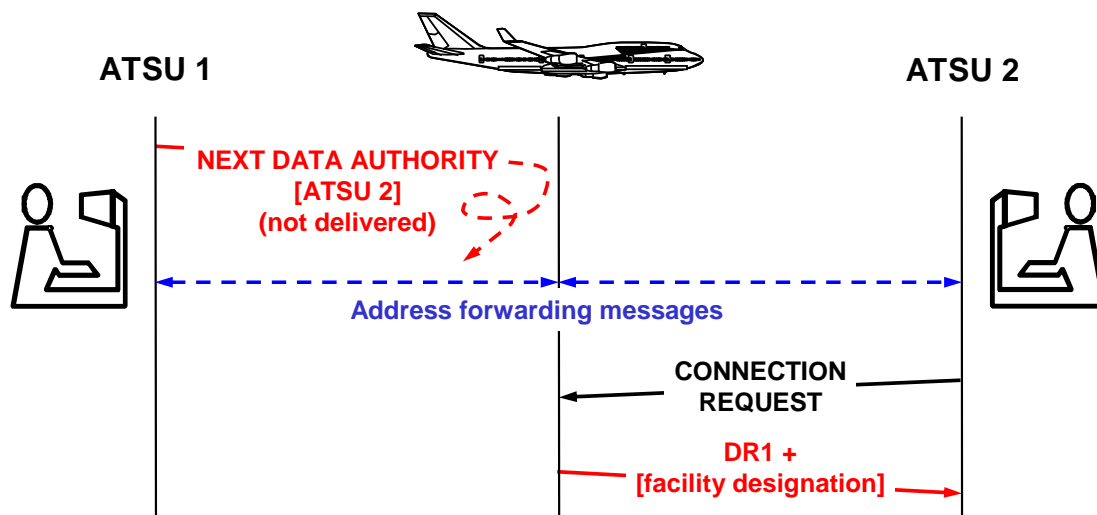 ATSU 1
ATSU 2
NEXT DATA AUTHORITY
[ATSU 2]
(not delivered)
Address forwarding messages
CONNECTION
REQUEST
DR1 +
[facility designation]